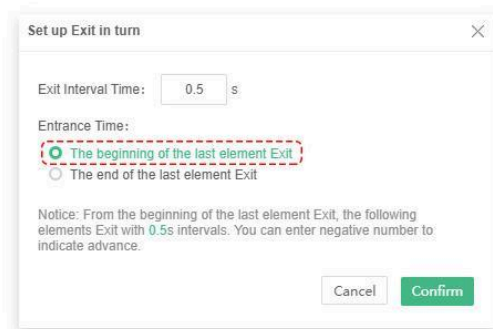 Set up Exit in turn
Exit Interval Time: 0.5 s
Entrance Time:
The beginning of the last element Exit
The end of the last element Exit
Notice: From the beginning of the last element Exit, the following
elements Exit with 0.5s intervals. You can enter negative number to
indicate advance.
Cancel Confirm